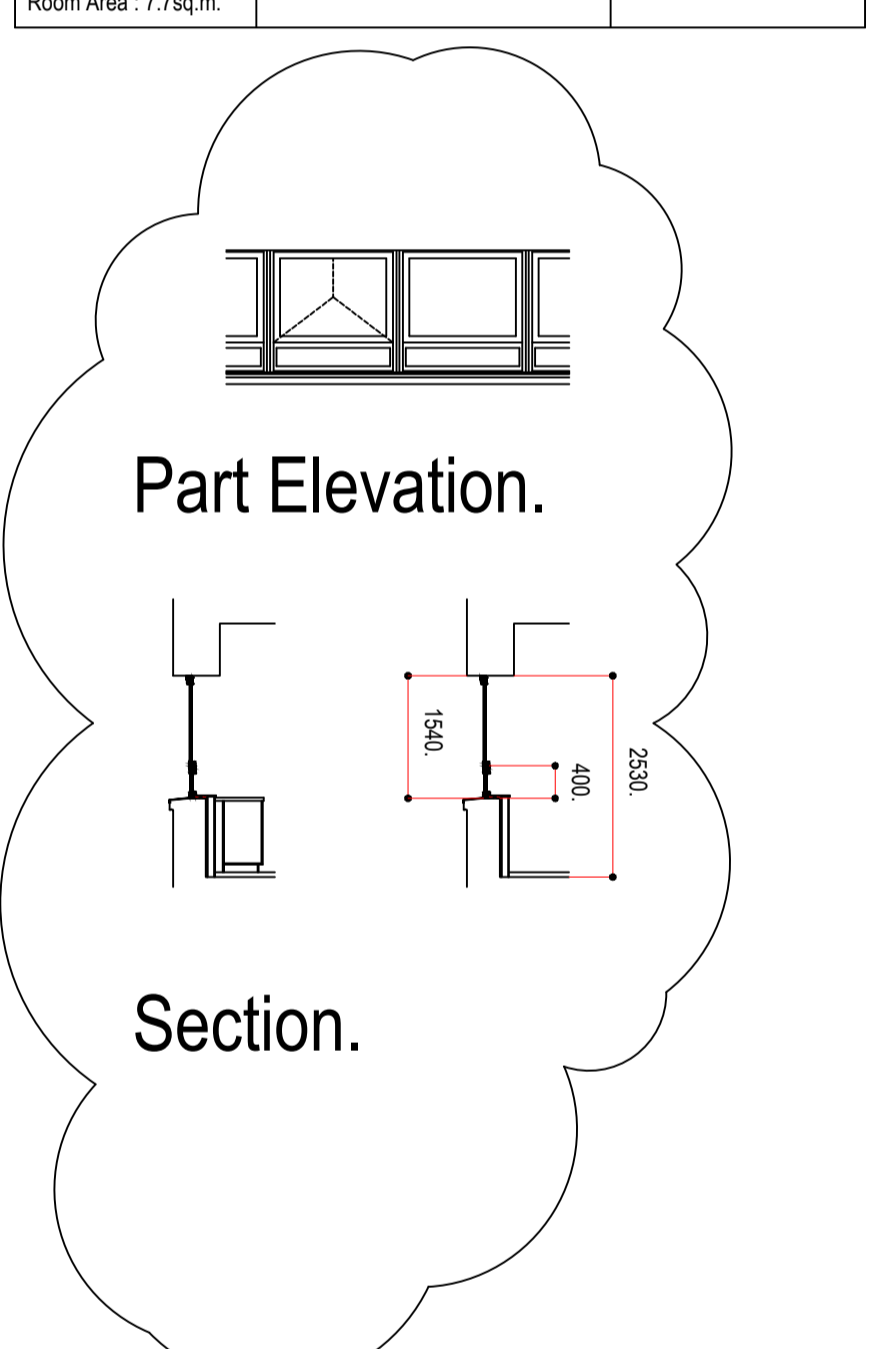 Room Area : 7.7sq.m.
Part Elevation.
1540.
400.
2530.
Section.